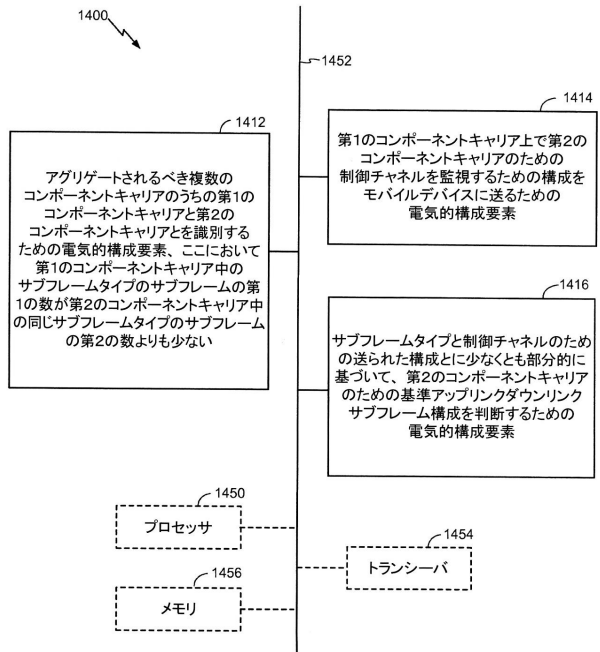 1400
1452
1412
アグリゲートされるべき複数の
コンポーネントキャリアのうちの第1の
コンポーネントキャリアと第2の
コンポーネントキャリアとを識別する
ための電気的構成要素、ここにおいて
第1のコンポーネントキャリア中の
サブフレームタイプのサブフレームの第
1の数が第2のコンポーネントキャリア中
の同じサブフレームタイプのサブフレーム
の第2の数よりも少ない
1414
第1のコンポーネントキャリア上で第2の
コンポーネントキャリアのための
制御チャネルを監視するための構成を
モバイルデバイスに送るための
電気的構成要素
1416
サブフレームタイプと制御チャネルのため
の送られた構成とに少なくとも部分的に
基づいて、第2のコンポーネントキャリア
のための基準アップリンクダウンリンク
サブフレーム構成を判断するための
電気的構成要素
1450
プロセッサ
1454
トランシーバ
1456
メモリ